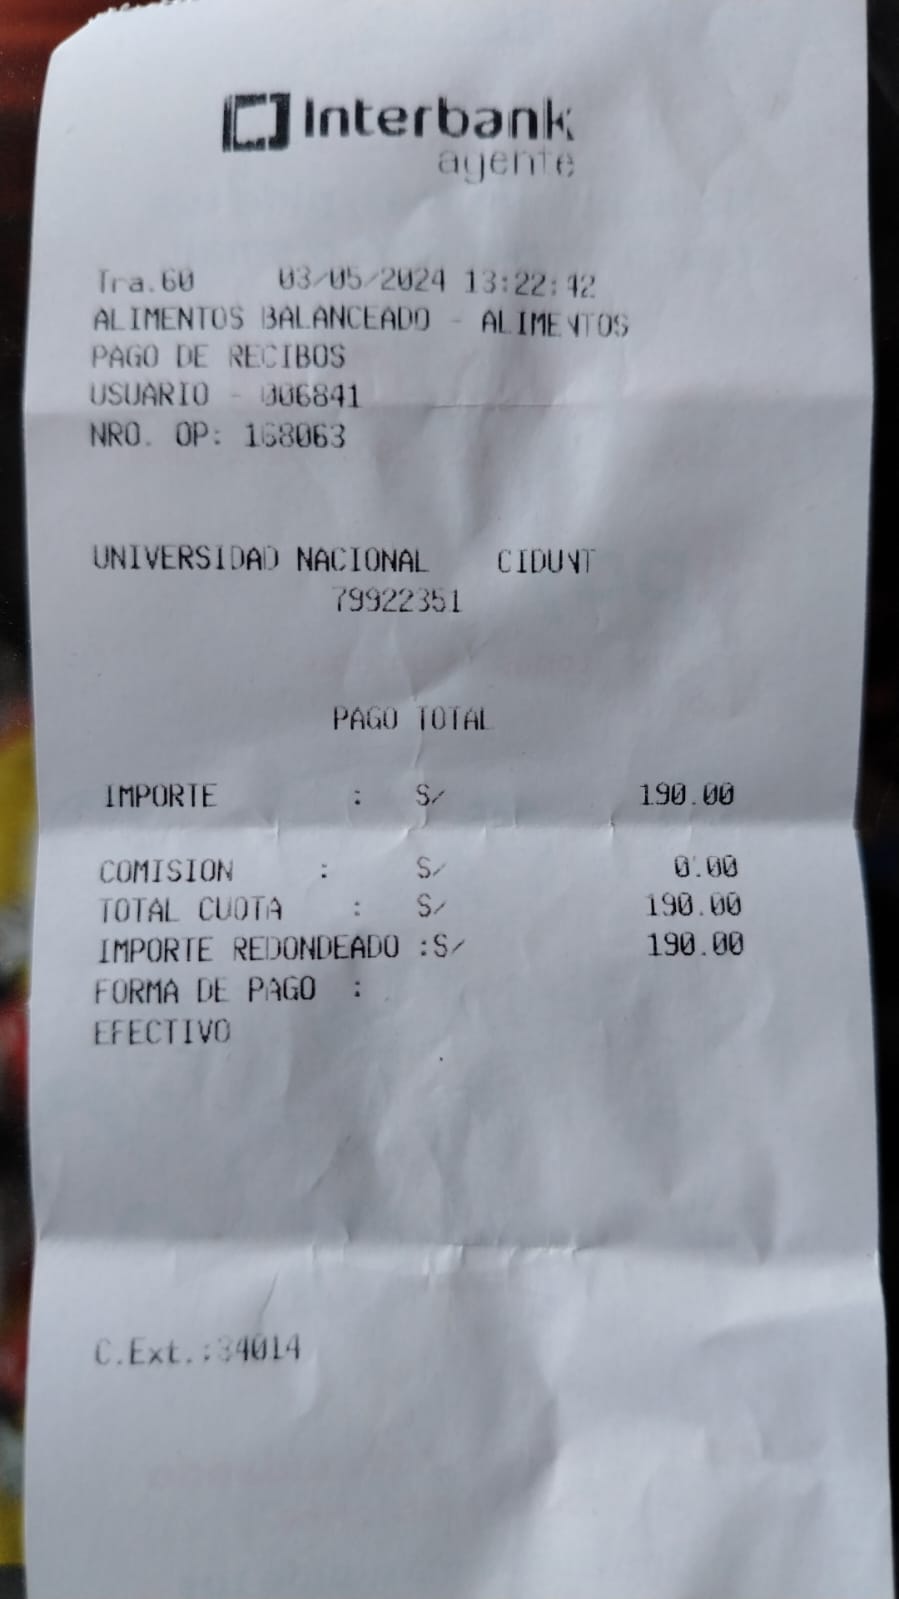 Interbank
agente
Tra.60 03/05/2024 13:22:42
ALIMENTOS BALANCEADO - ALIMENTOS
PAGO DE RECIBOS
USUARIO - 006841
NRO. OP: 168063
UNIVERSIDAD NACIONAL CIDUNT
79922351
PAGO TOTAL
IMPORTE : S/ 190.00
COMISION : S/ 0.00
TOTAL CUOTA : S/ 190.00
IMPORTE REDONDEADO :S/ 190.00
FORMA DE PAGO :
EFECTIVO
C.Ext.:34014